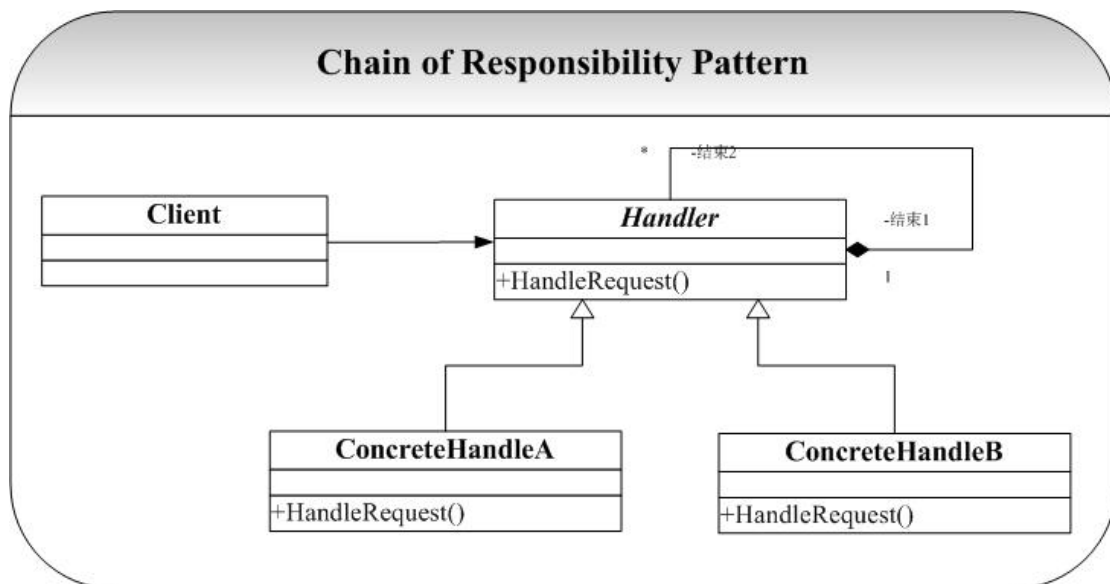 Chain of Responsibility Pattern
* -结束2
Client
Handler
-结束1
+HandleRequest()
1
ConcreteHandleA
ConcreteHandleB
+HandleRequest()
+HandleRequest()